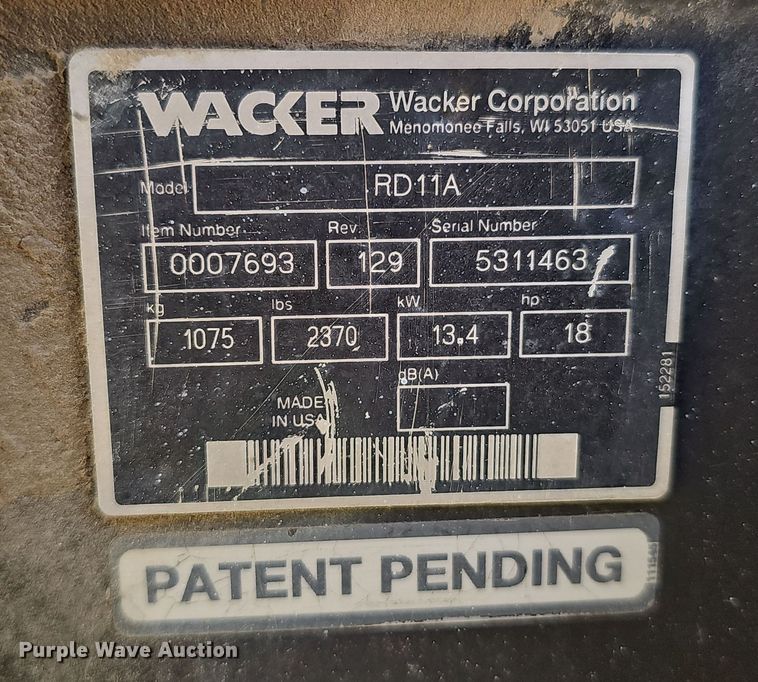 WACKER Wacker Corporation
Menomonee Falls, WI 53051 USA
Model RD11A
Item Number Rev. Serial Number
0007693 129 5311463
kg lbs kW hp
1075 2370 13.4 18
dB(A)
MADE
IN USA
152281
PATENT PENDING
Purple Wave Auction